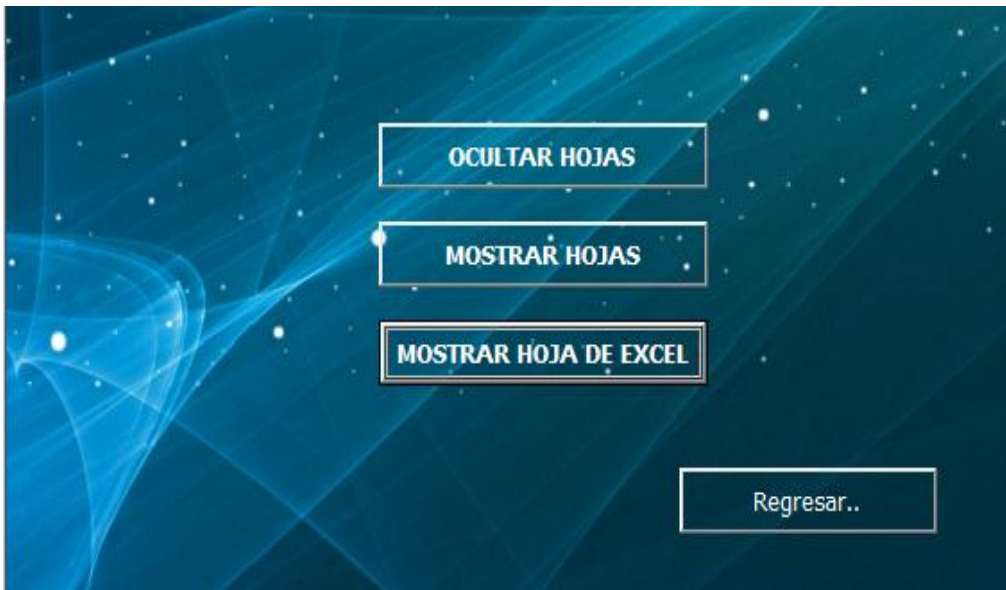 OCULTAR HOJAS
MOSTRAR HOJAS
MOSTRAR HOJA DE EXCEL
Regresar..